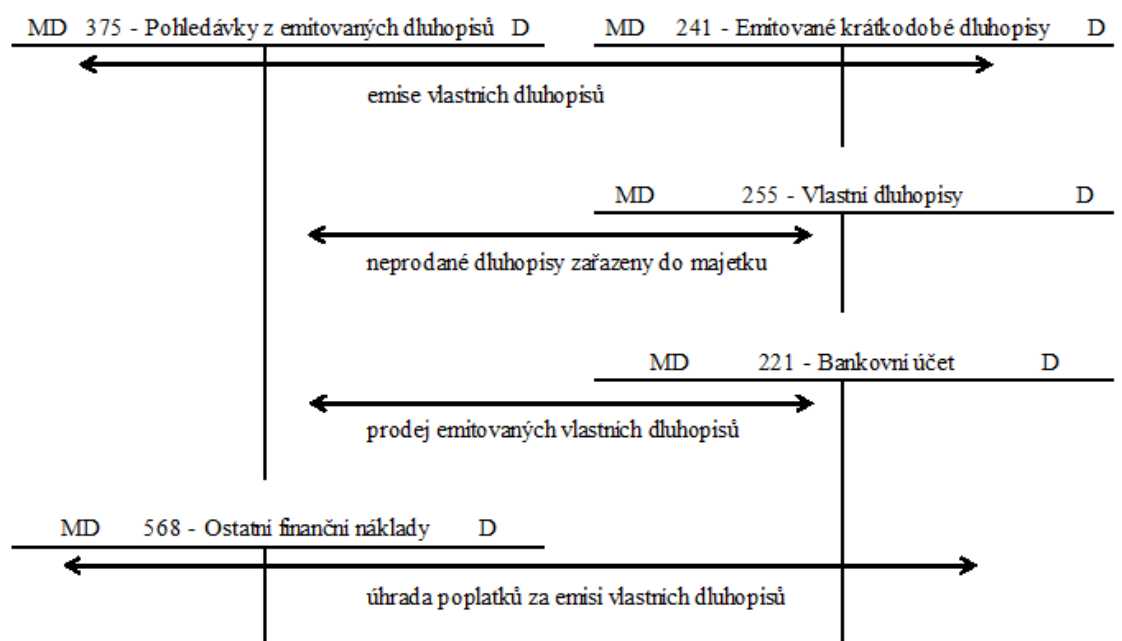 MD 375 - Pohledávky z emitovaných dluhopisů D
MD 241 - Emitované krátkodobé dluhopisy D
emise vlastních dluhopisů
MD 255 - Vlastní dluhopisy D
neprodané dluhopisy zařazeny do majetku
MD 221 - Bankovní účet D
prodej emitovaných vlastních dluhopisů
MD 568 - Ostatní finanční náklady D
úhrada poplatků za emisi vlastních dluhopisů